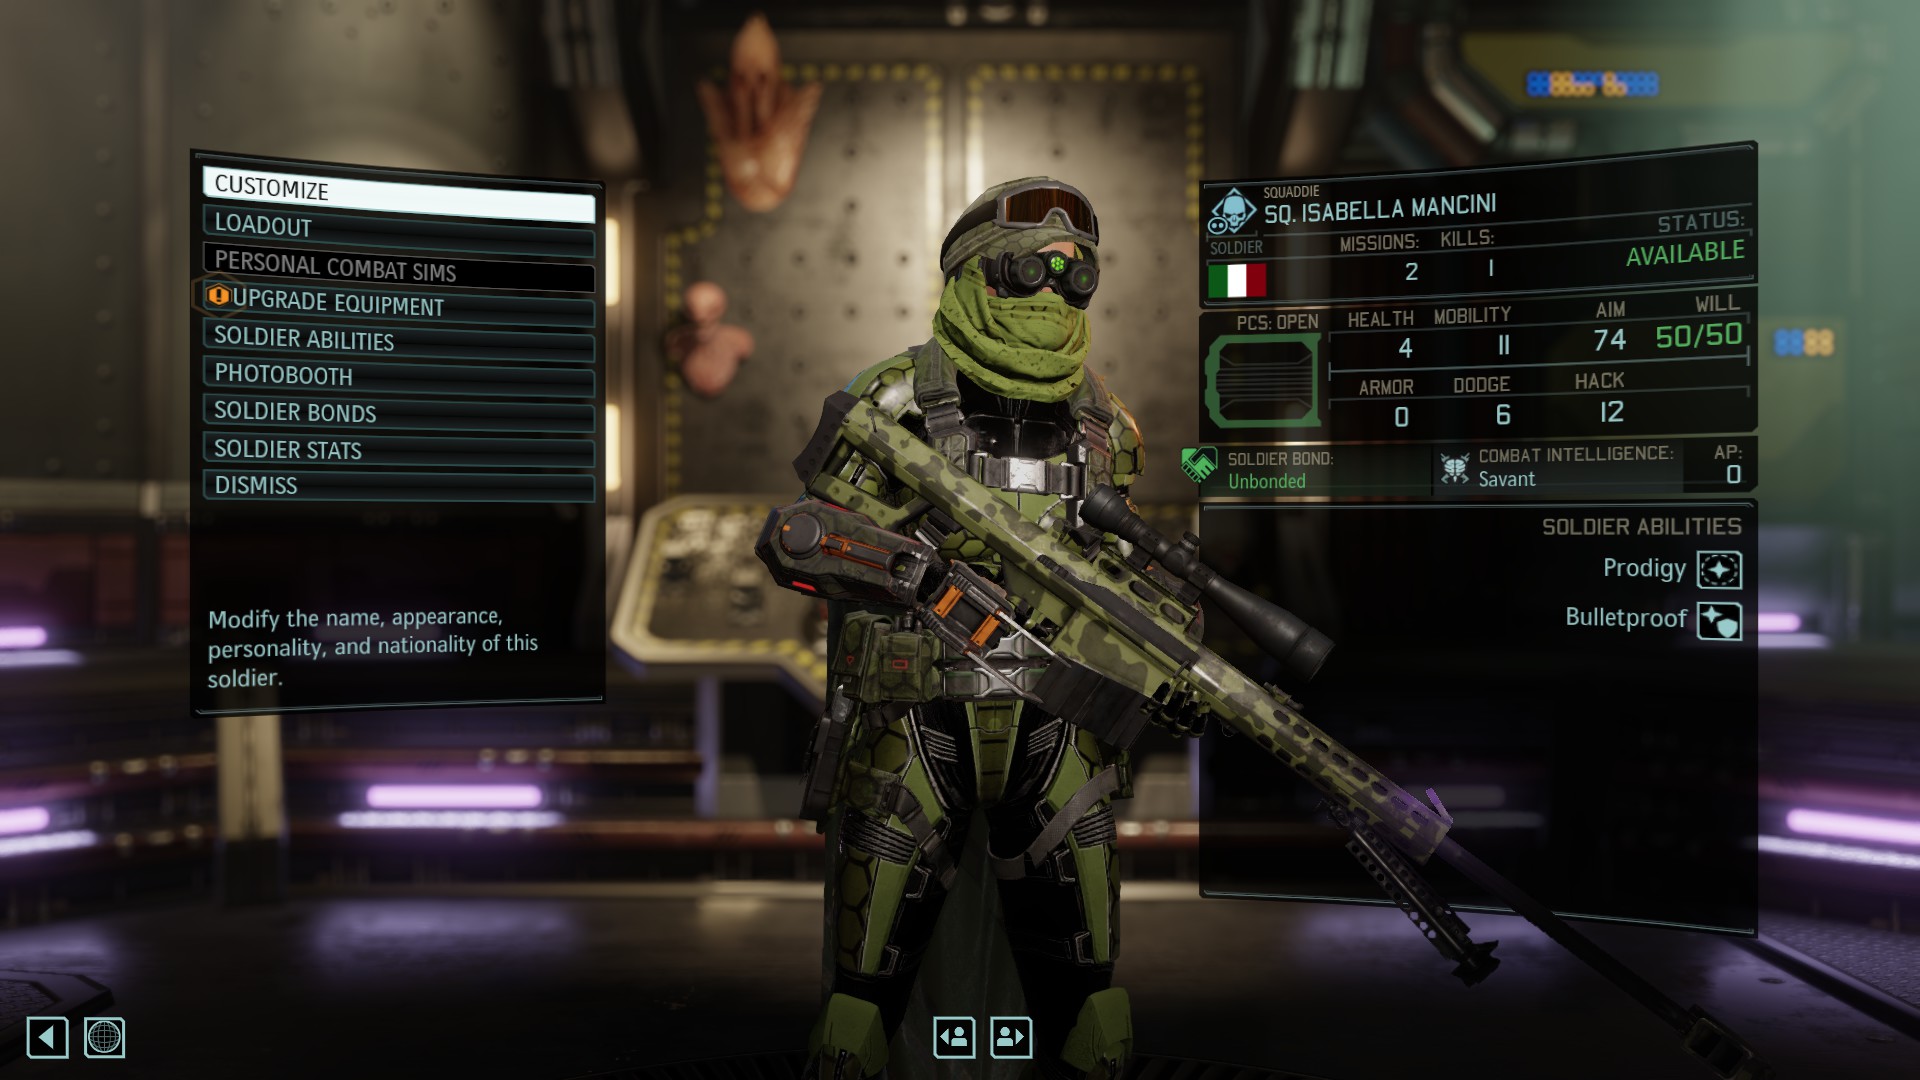 CUSTOMIZE
LOADOUT
PERSONAL COMBAT SIMS
UPGRADE EQUIPMENT
SOLDIER ABILITIES
PHOTOBOOTH
SOLDIER BONDS
SOLDIER STATS
DISMISS
Modify the name, appearance,
personality, and nationality of this
soldier.
SQUADDIE
SQ. ISABELLA MANCINI
SOLDIER
MISSIONS: KILLS: STATUS:
2 1 AVAILABLE
PCS: OPEN HEALTH MOBILITY AIM WILL
4 11 74 50/50
ARMOR DODGE HACK
0 6 12
SOLDIER BOND: COMBAT INTELLIGENCE: AP:
Unbonded Savant 0
SOLDIER ABILITIES
Prodigy
Bulletproof